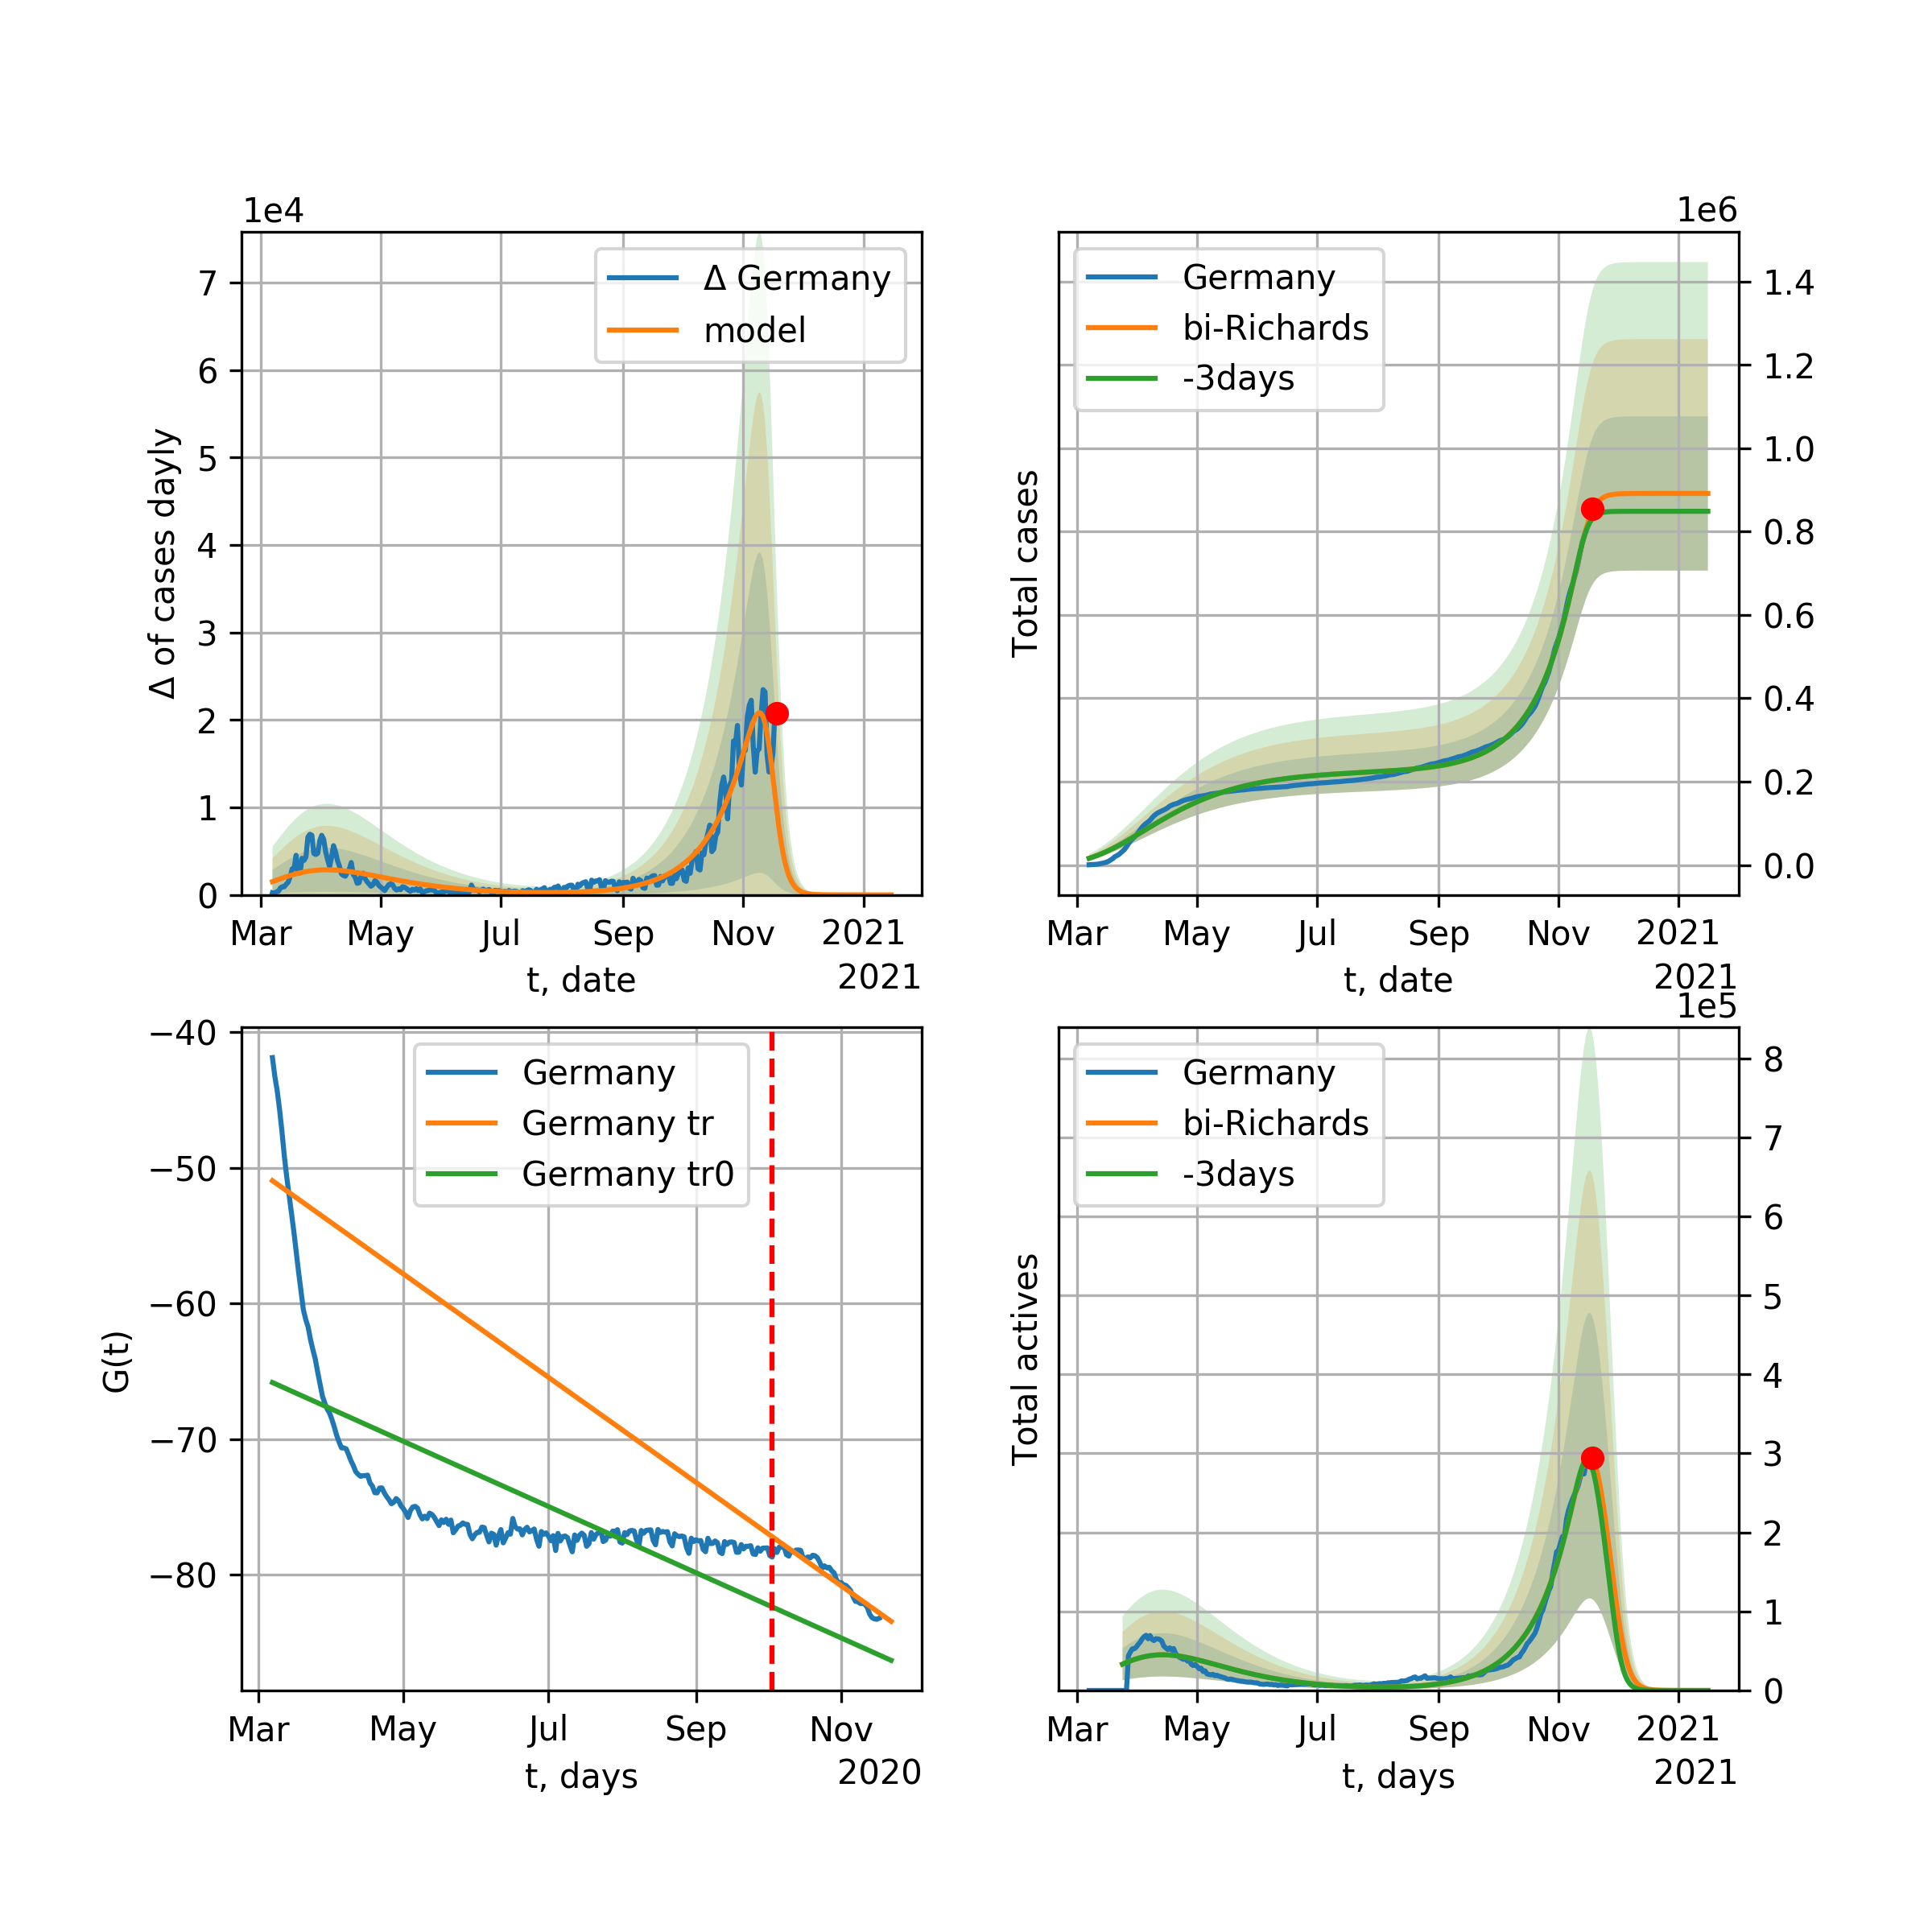 1e4
7
6
5
4
3
2
1
0
Δ of cases dayly
Δ Germany
model
Mar May Jul Sep Nov 2021
t, date
2021
1e6
Germany
bi-Richards
-3days
Total cases
1.4
1.2
1.0
0.8
0.6
0.4
0.2
0.0
Mar May Jul Sep Nov 2021
t, date
2021
−40
−50
−60
−70
−80
G(t)
Germany
Germany tr
Germany tr0
Mar May Jul Sep Nov
t, days
2020
1e5
Germany
bi-Richards
-3days
Total actives
8
7
6
5
4
3
2
1
0
Mar May Jul Sep Nov 2021
t, days
2021